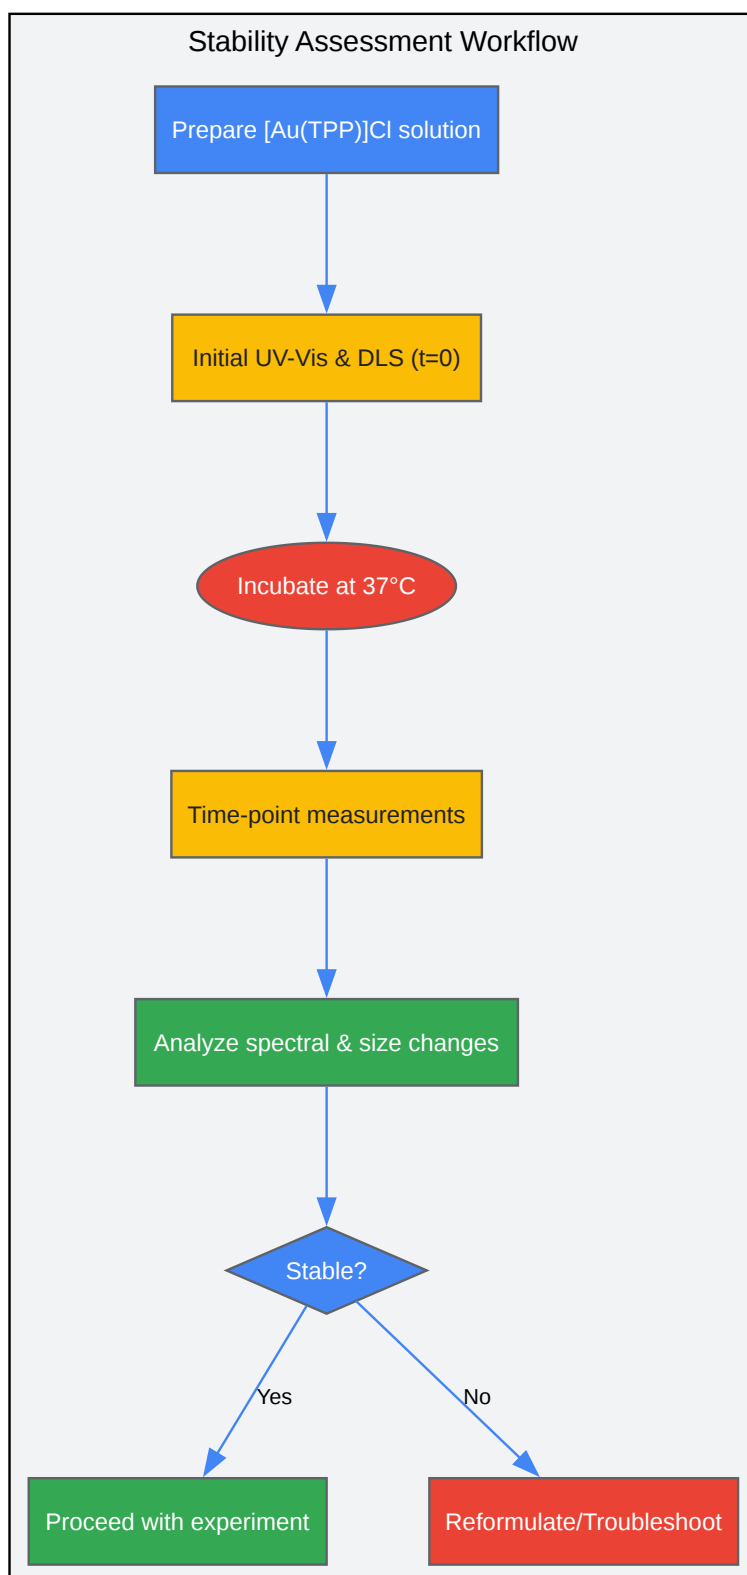 Stability Assessment Workflow
Prepare [Au(TPP)]Cl solution
Initial UV-Vis & DLS (t=0)
Incubate at 37°C
Time-point measurements
Analyze spectral & size changes
Stable?
Yes
No
Proceed with experiment
Reformulate/Troubleshoot